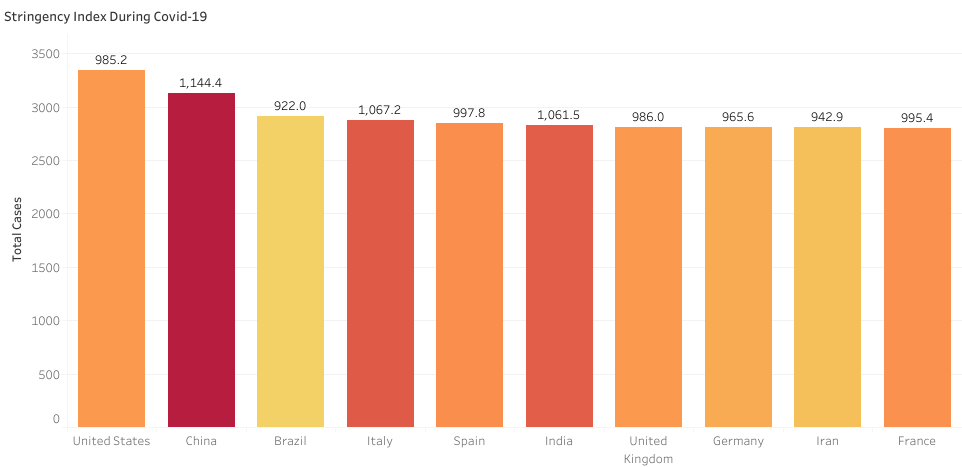 Stringency Index During Covid-19
Total Cases
3500
3000
2500
2000
1500
1000
500
0
985.2
1,144.4
922.0
1,067.2
997.8
1,061.5
986.0
965.6
942.9
995.4
United States
China
Brazil
Italy
Spain
India
United
Kingdom
Germany
Iran
France